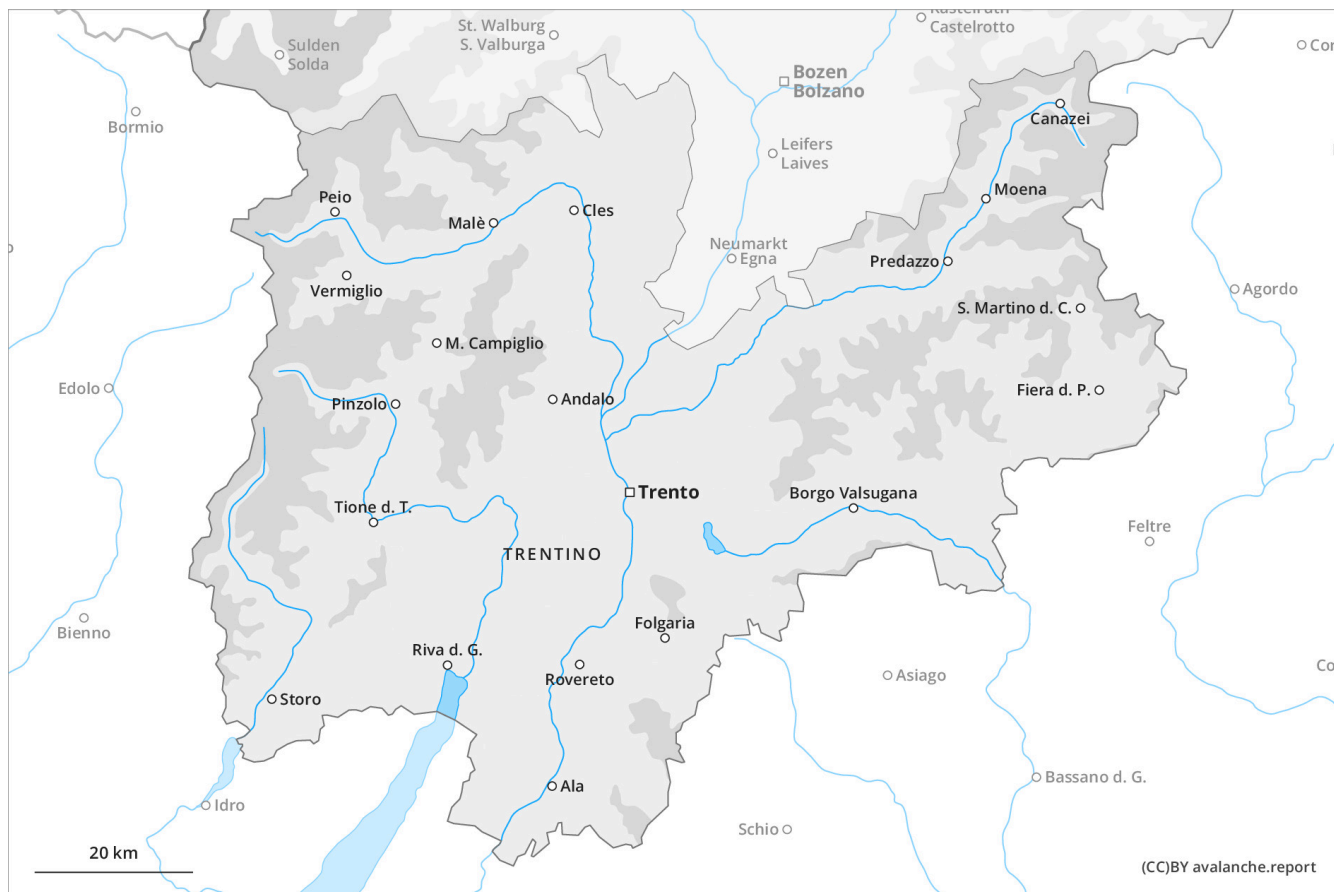 Kastelruth
Castelrotto
St. Walburg
S. Valburga
Sulden
Solda
Cor
Bozen
Bolzano
Bormio
Canazei
Leifers
Laives
Peio
Malè
Cles
Moena
Neumarkt
Egna
Predazzo
Vermiglio
Agordo
S. Martino d. C.
M. Campiglio
Edolo
Pinzolo
Andalo
Fiera d. P.
Trento
Borgo Valsugana
Tione d. T.
Feltre
TRENTINO
Bienno
Folgaria
Riva d. G.
Rovereto
Asiago
Co
Storo
Ala
Bassano d. G.
Idro
Schio
20 km
(CC)BY avalanche.report